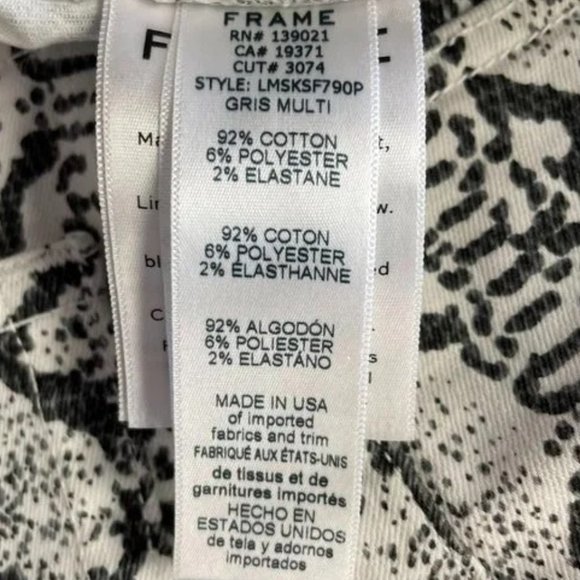 FRAME
RN# 139021
CA# 19371
CUT# 3074
STYLE: LMSKSF790P
GRIS MULTI
92% COTTON
6% POLYESTER
2% ELASTANE
92% COTON
6% POLYESTER
2% ÉLASTHANNE
92% ALGODÓN
6% POLIESTER
2% ELASTÁNO
MADE IN USA
of imported
fabrics and trim
FABRIQUÉ AUX ÉTATS-UNIS
de tissus et de
garnitures importés
HECHO EN
ESTADOS UNIDOS
de tela y adornos
importados